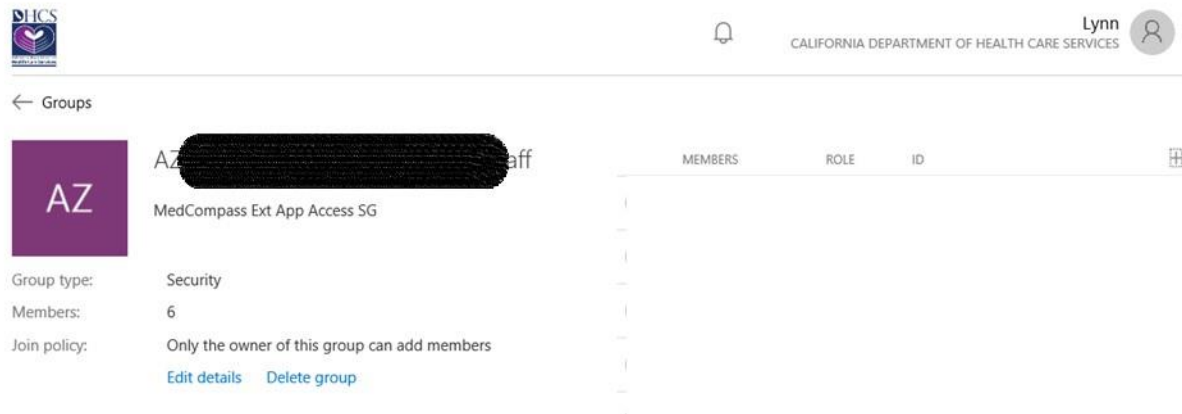 DHCS
Lynn
CALIFORNIA DEPARTMENT OF HEALTH CARE SERVICES
Groups
AZ aff
MEMBERS ROLE ID
AZ
MedCompass Ext App Access SG
Group type: Security
Members: 6
Join policy: Only the owner of this group can add members
Edit details Delete group